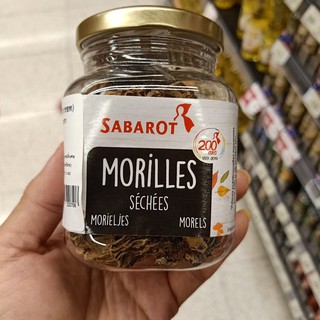 SABAROT
200
MORiLLES
SÉCHÉES
MORIELJES
MORELS